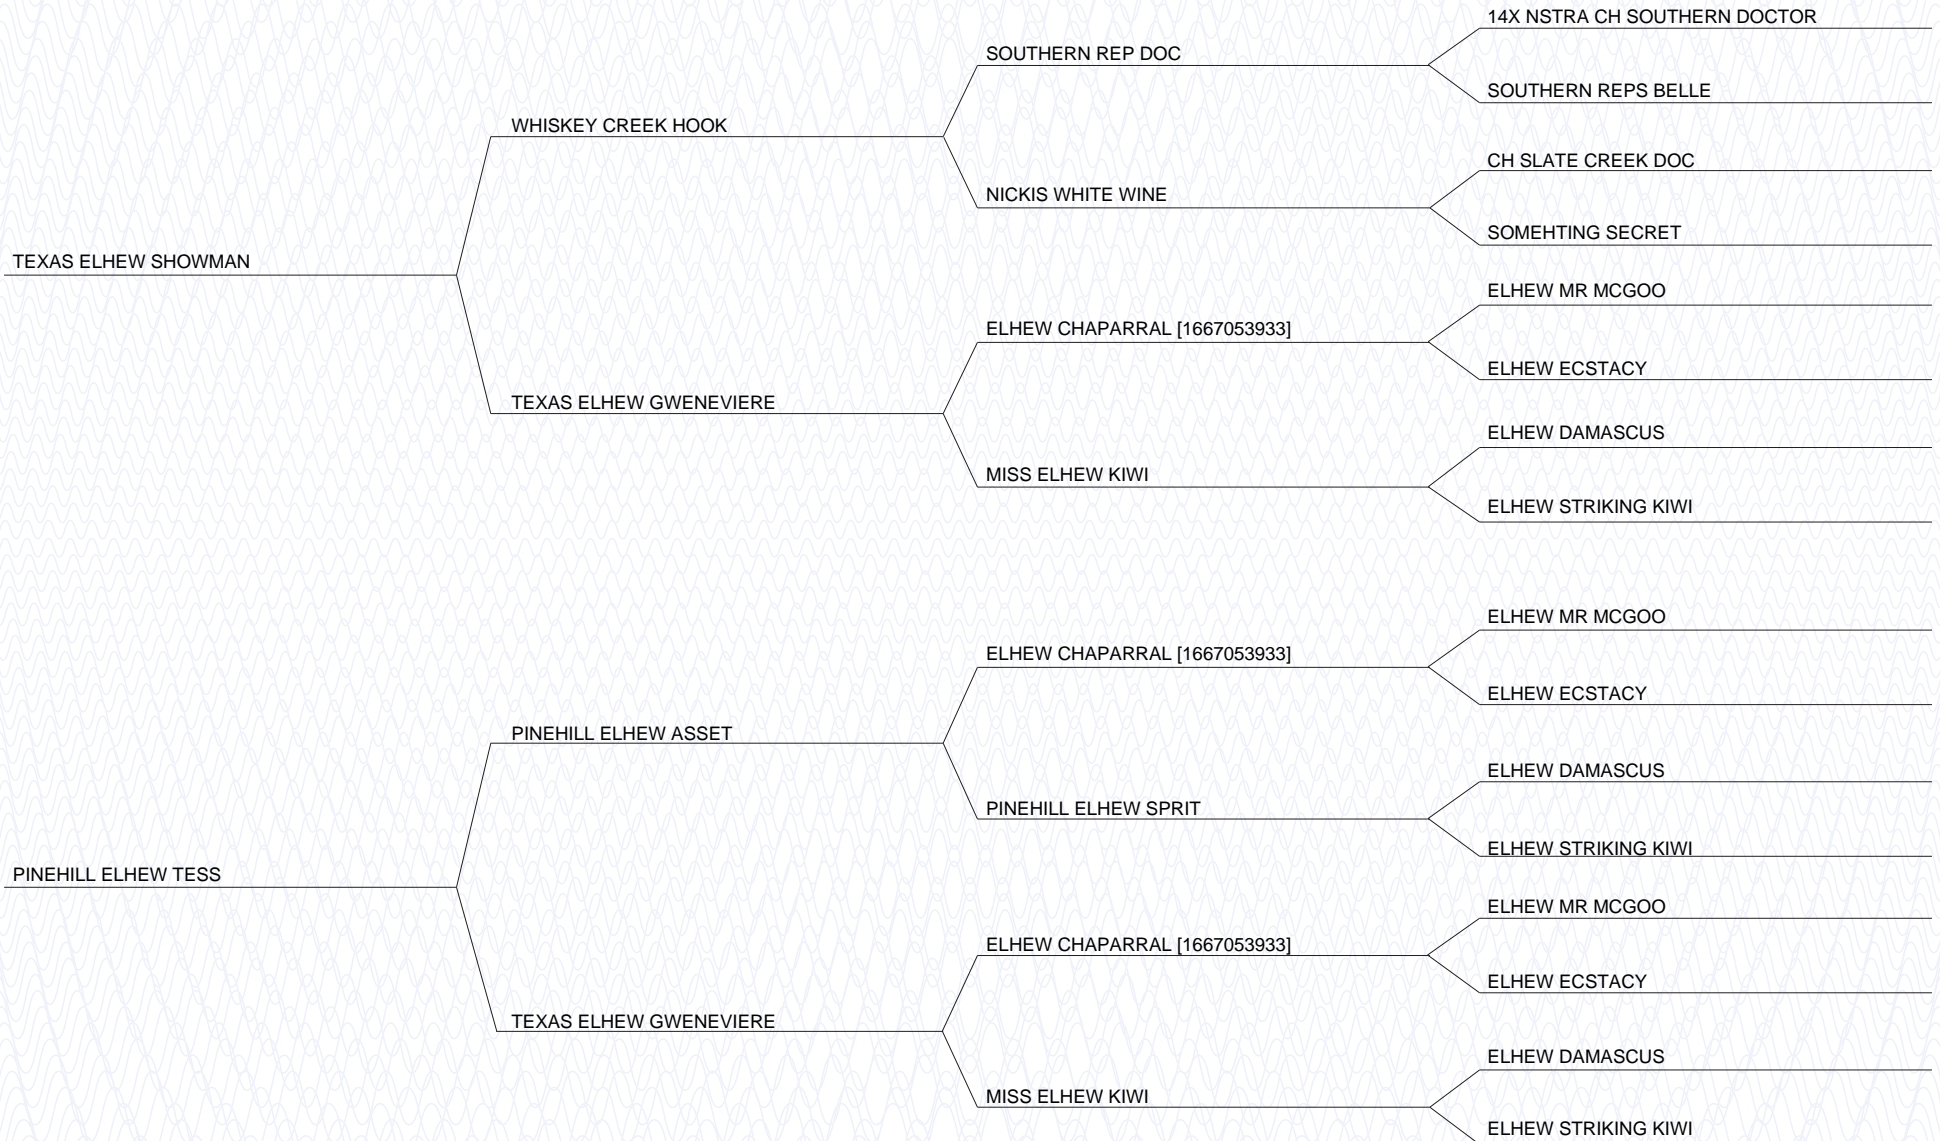 14X NSTRA CH SOUTHERN DOCTOR
SOUTHERN REP DOC
SOUTHERN REPS BELLE
WHISKEY CREEK HOOK
CH SLATE CREEK DOC
NICKIS WHITE WINE
SOMEHTING SECRET
TEXAS ELHEW SHOWMAN
ELHEW MR MCGOO
ELHEW CHAPARRAL [1667053933]
ELHEW ECSTACY
TEXAS ELHEW GWENEVIERE
ELHEW DAMASCUS
MISS ELHEW KIWI
ELHEW STRIKING KIWI
ELHEW MR MCGOO
ELHEW CHAPARRAL [1667053933]
ELHEW ECSTACY
PINEHILL ELHEW ASSET
ELHEW DAMASCUS
PINEHILL ELHEW SPRIT
ELHEW STRIKING KIWI
PINEHILL ELHEW TESS
ELHEW MR MCGOO
ELHEW CHAPARRAL [1667053933]
ELHEW ECSTACY
TEXAS ELHEW GWENEVIERE
ELHEW DAMASCUS
MISS ELHEW KIWI
ELHEW STRIKING KIWI